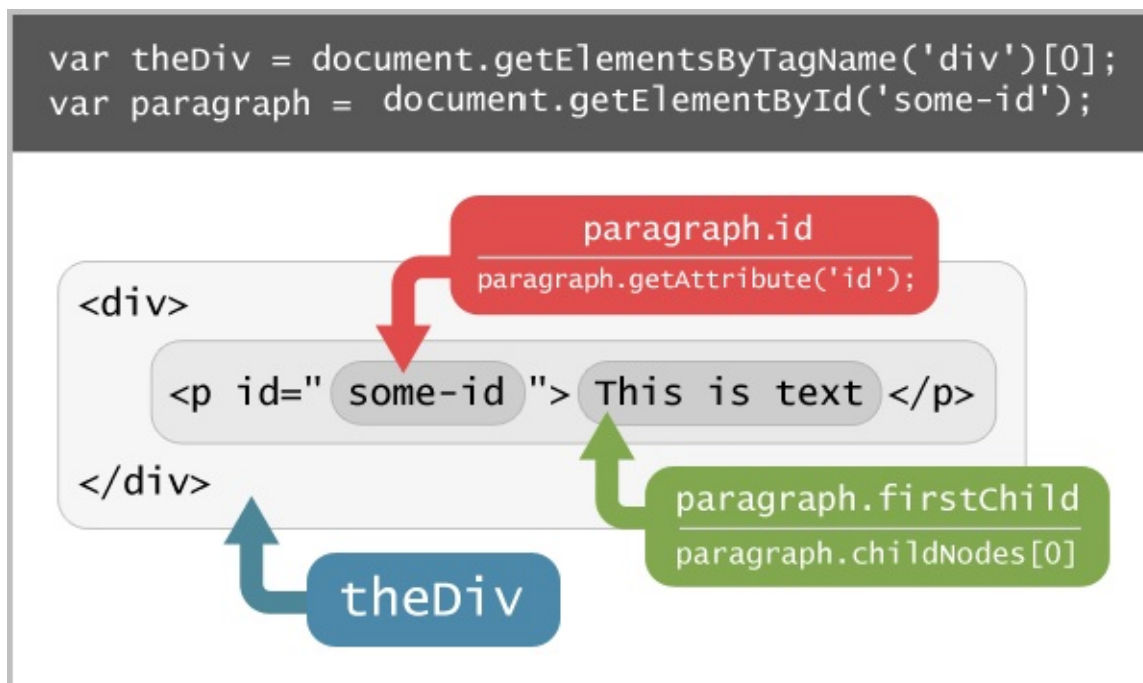 var theDiv = document.getElementsByTagName('div')[0];
var paragraph = document.getElementById('some-id');
paragraph.id
paragraph.getAttribute('id');
<div>
<p id="some-id">This is text</p>
</div>
paragraph.firstChild
paragraph.childNodes[0]
theDiv